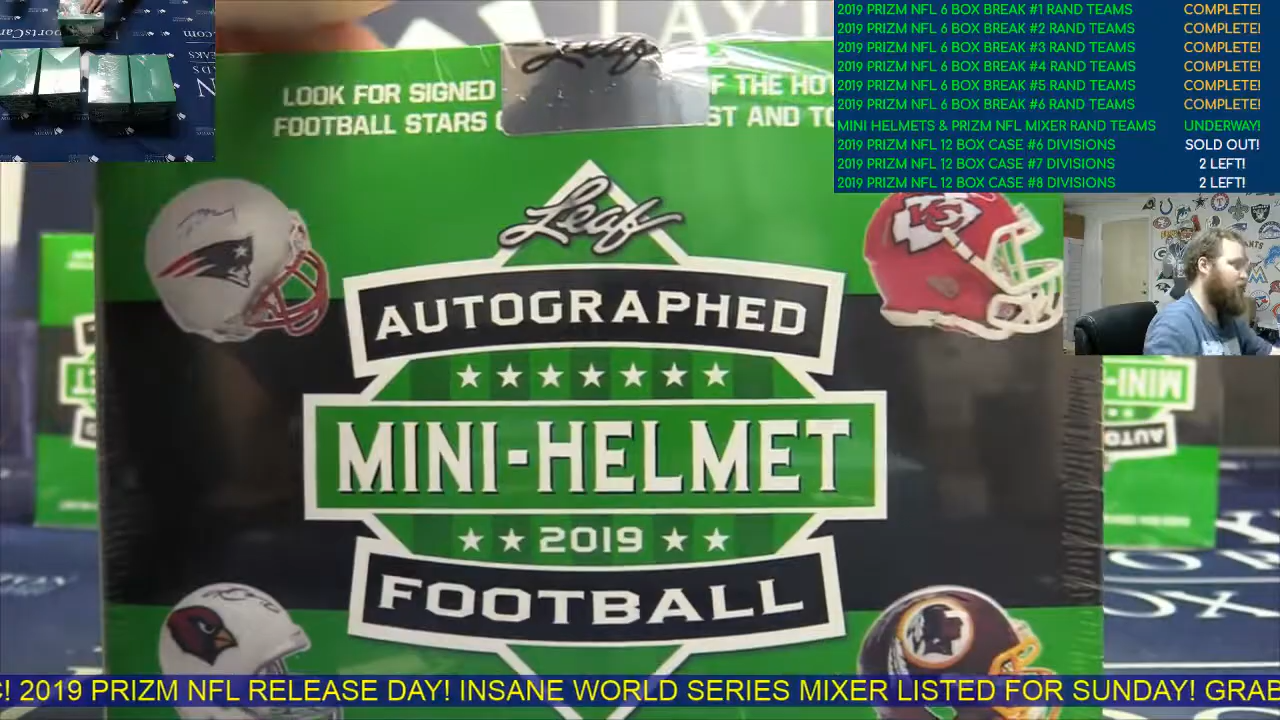 2019 PRIZM NFL 6 BOX BREAK #1 RAND TEAMS COMPLETE!
2019 PRIZM NFL 6 BOX BREAK #2 RAND TEAMS COMPLETE!
2019 PRIZM NFL 6 BOX BREAK #3 RAND TEAMS COMPLETE!
2019 PRIZM NFL 6 BOX BREAK #4 RAND TEAMS COMPLETE!
2019 PRIZM NFL 6 BOX BREAK #5 RAND TEAMS COMPLETE!
2019 PRIZM NFL 6 BOX BREAK #6 RAND TEAMS COMPLETE!
MINI HELMETS & PRIZM NFL MIXER RAND TEAMS UNDERWAY!
2019 PRIZM NFL 12 BOX CASE #6 DIVISIONS SOLD OUT!
2019 PRIZM NFL 12 BOX CASE #7 DIVISIONS 2 LEFT!
2019 PRIZM NFL 12 BOX CASE #8 DIVISIONS 2 LEFT!
Leaf
LOOK FOR SIGNED F THE HO
FOOTBALL STARS ST AND TO
Leaf
AUTOGRAPHED
MINI-HELMET
2019
FOOTBALL
MINI-
AUTO
! 2019 PRIZM NFL RELEASE DAY! INSANE WORLD SERIES MIXER LISTED FOR SUNDAY! GRAB